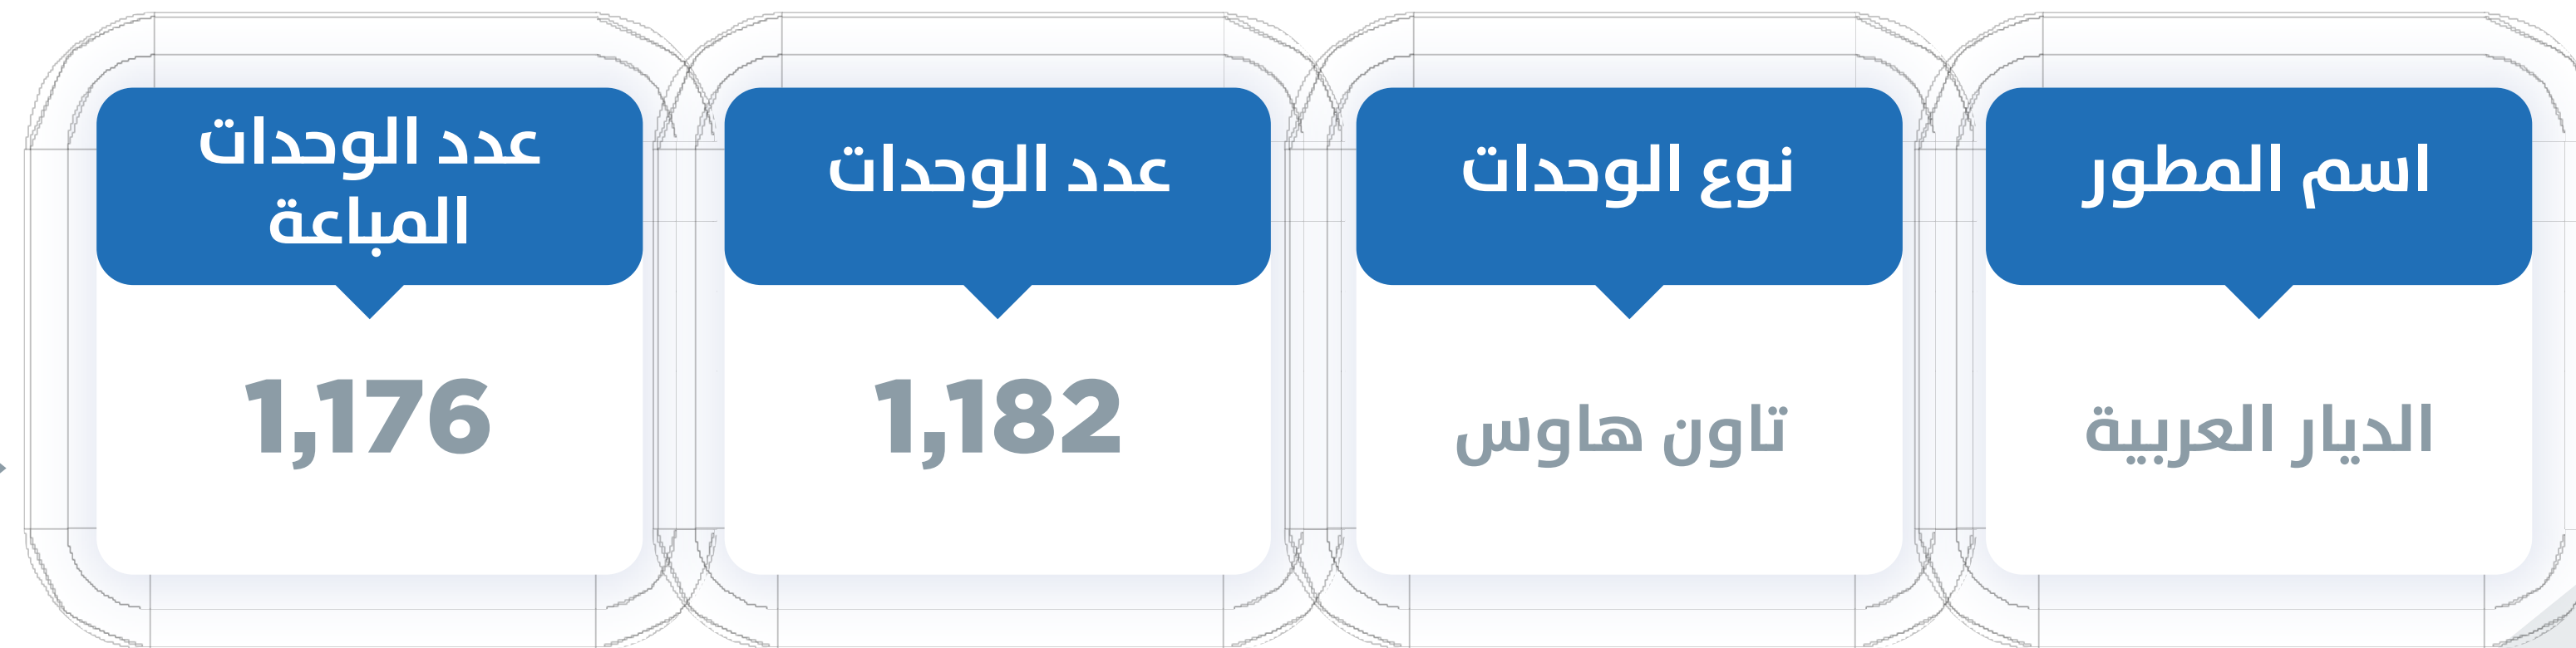 اسم المطور
الديار العربية
نوع الوحدات
تاون هاوس
عدد الوحدات
1,182
عدد الوحدات
المباعة
1,176